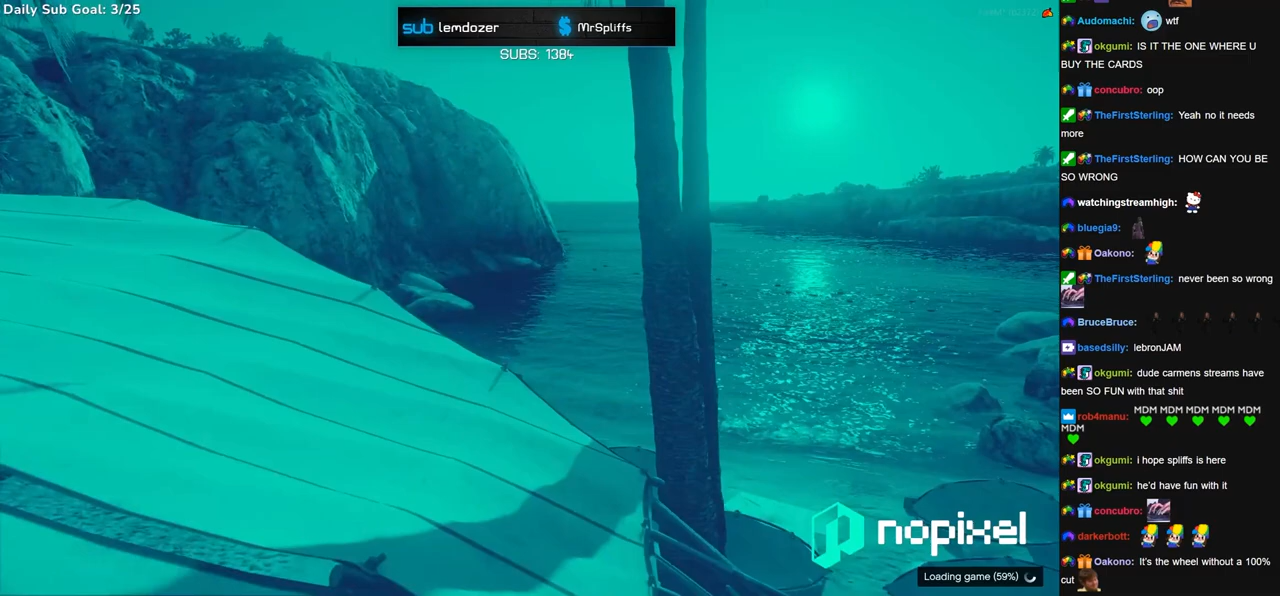 Daily Sub Goal: 3/25
sub lemdozer
MrSpliffs
SUBS: 1384
nopixel
Loading game (59%)
Audomachi: wtf
okgumi: IS IT THE ONE WHERE U
BUY THE CARDS
concubro: oop
TheFirstSterling: Yeah no it needs
more
TheFirstSterling: HOW CAN YOU BE
SO WRONG
watchingstreamhigh:
bluegia9:
Oakono:
TheFirstSterling: never been so wrong
BruceBruce:
basedsilly: lebronJAM
okgumi: dude carmens streams have
been SO FUN with that shit
rob4manu: MDM MDM MDM MDM MDM
MDM
okgumi: i hope spliffs is here
okgumi: he'd have fun with it
concubro:
darkerbott:
Oakono: It's the wheel without a 100%
cut